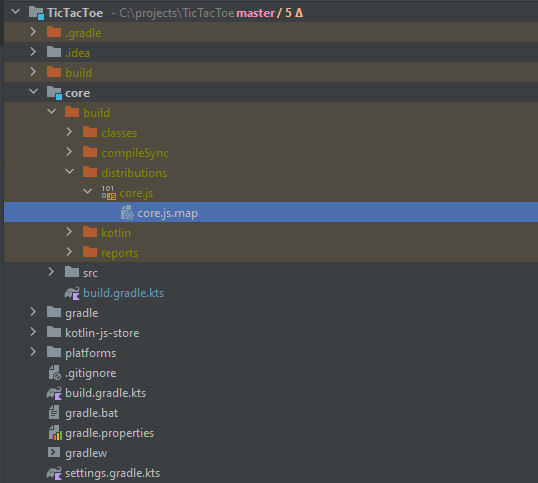 TicTacToe - C:\projects\TicTacToe master / 5 Δ
.gradle
.idea
build
core
build
classes
compileSync
distributions
core.js
core.js.map
kotlin
reports
src
build.gradle.kts
gradle
kotlin-js-store
platforms
.gitignore
build.gradle.kts
gradle.bat
gradle.properties
gradlew
settings.gradle.kts